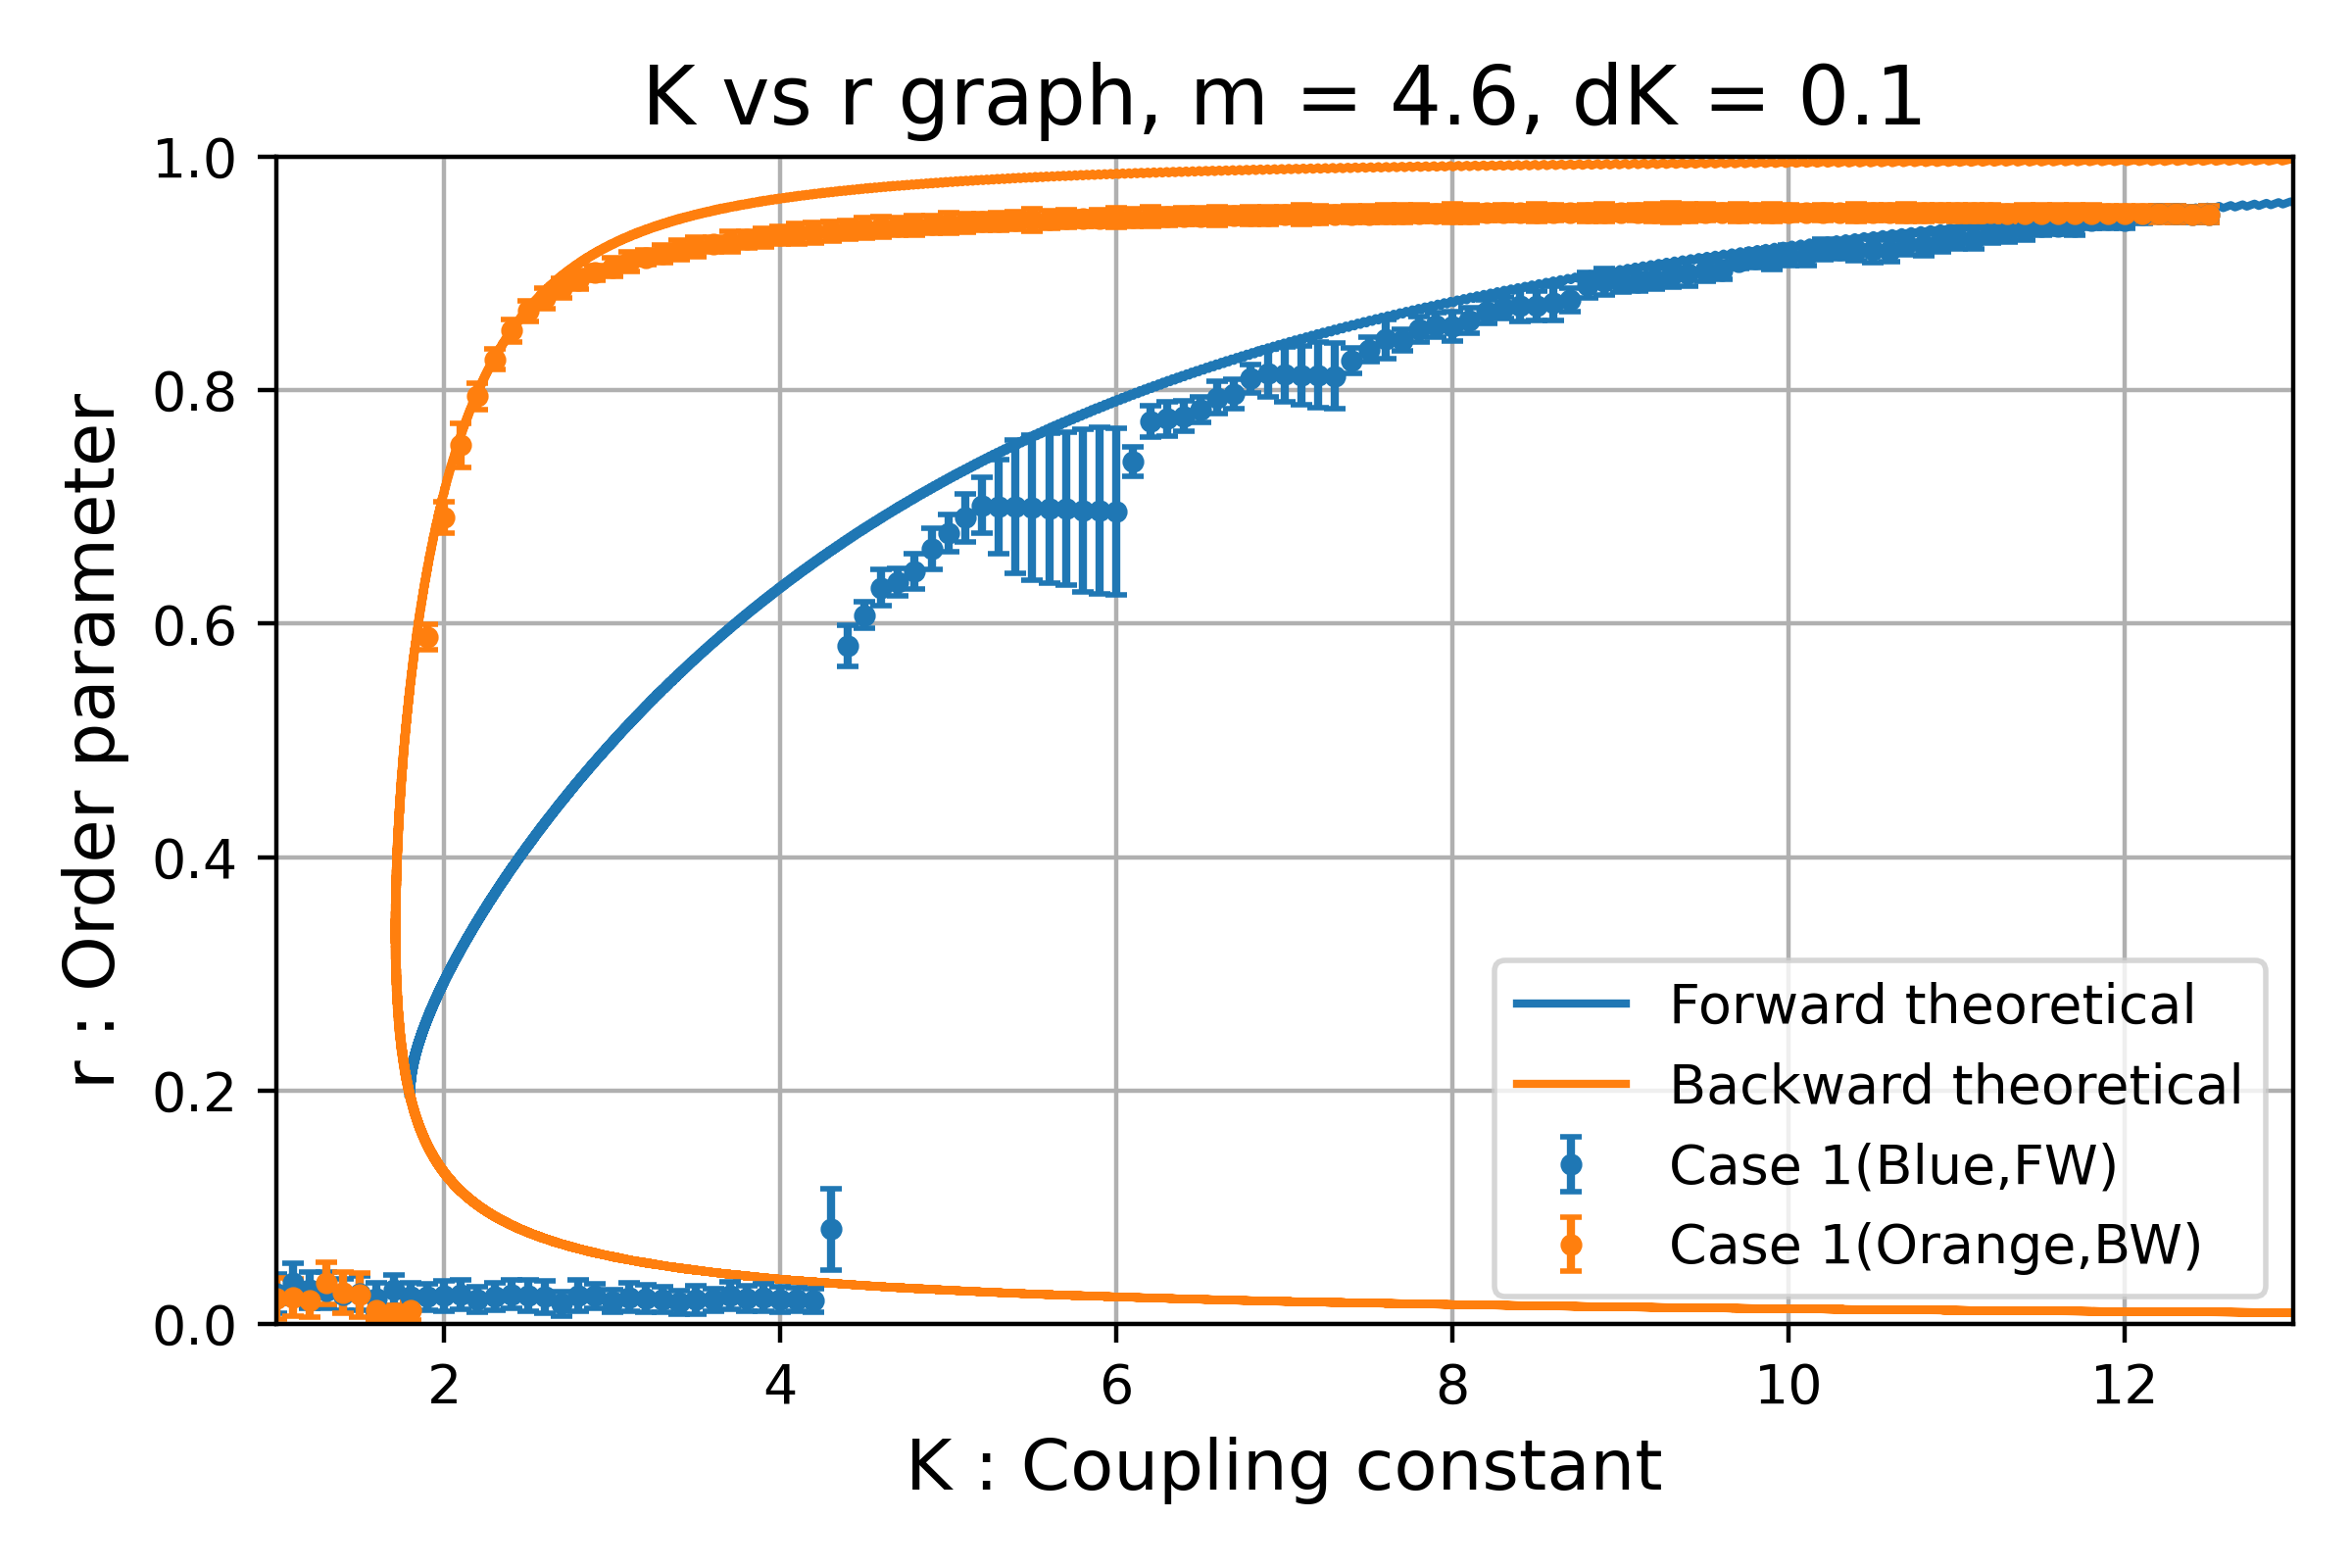 K vs r graph, m = 4.6, dK = 0.1
1.0
0.8
0.6
0.4
0.2
0.0
r : Order parameter
Forward theoretical
Backward theoretical
Case 1(Blue,FW)
Case 1(Orange,BW)
2 4 6 8 10 12
K : Coupling constant